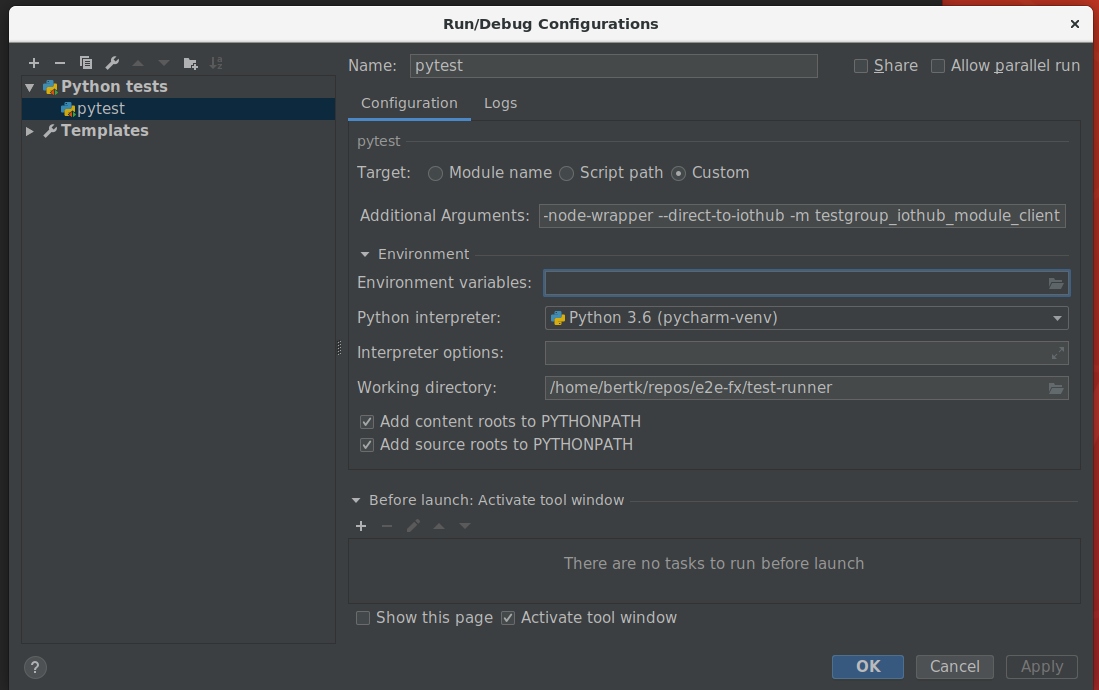 Run/Debug Configurations
Name: pytest Share Allow parallel run
Python tests
pytest
Templates
Configuration Logs
pytest
Target: Module name Script path Custom
Additional Arguments: -node-wrapper --direct-to-iothub -m testgroup_iothub_module_client
Environment
Environment variables:
Python interpreter: Python 3.6 (pycharm-venv)
Interpreter options:
Working directory: /home/bertk/repos/e2e-fx/test-runner
Add content roots to PYTHONPATH
Add source roots to PYTHONPATH
Before launch: Activate tool window
There are no tasks to run before launch
Show this page Activate tool window
? OK Cancel Apply